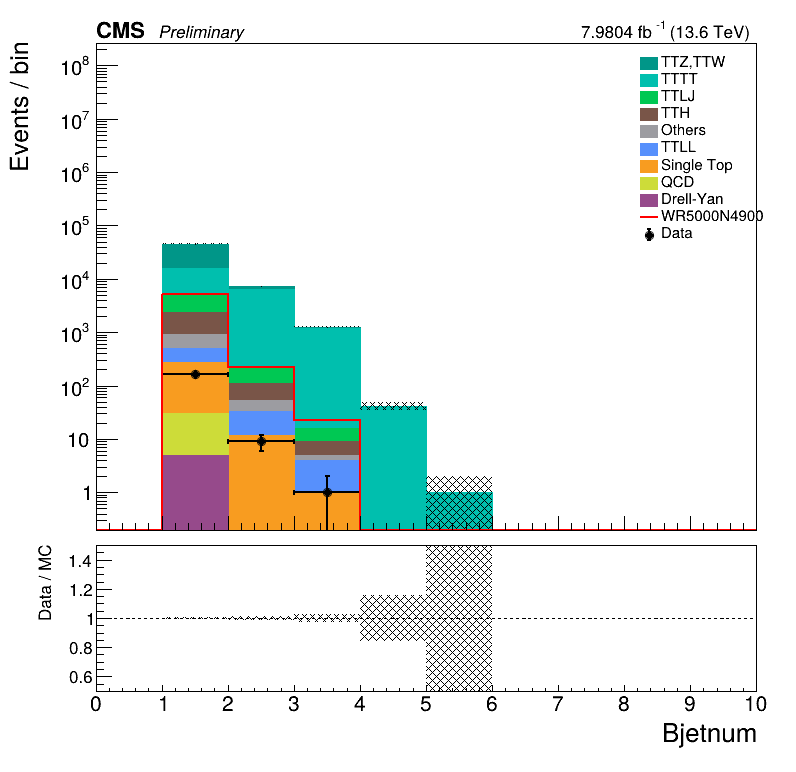 CMS Preliminary 7.9804 fb⁻¹ (13.6 TeV)
Events / bin
10⁸
10⁷
10⁶
10⁵
10⁴
10³
10²
10
1
TTZ,TTW
TTTT
TTLJ
TTH
Others
TTLL
Single Top
QCD
Drell-Yan
WR5000N4900
Data
Data / MC
1.4
1.2
1
0.8
0.6
0 1 2 3 4 5 6 7 8 9 10
Bjetnum